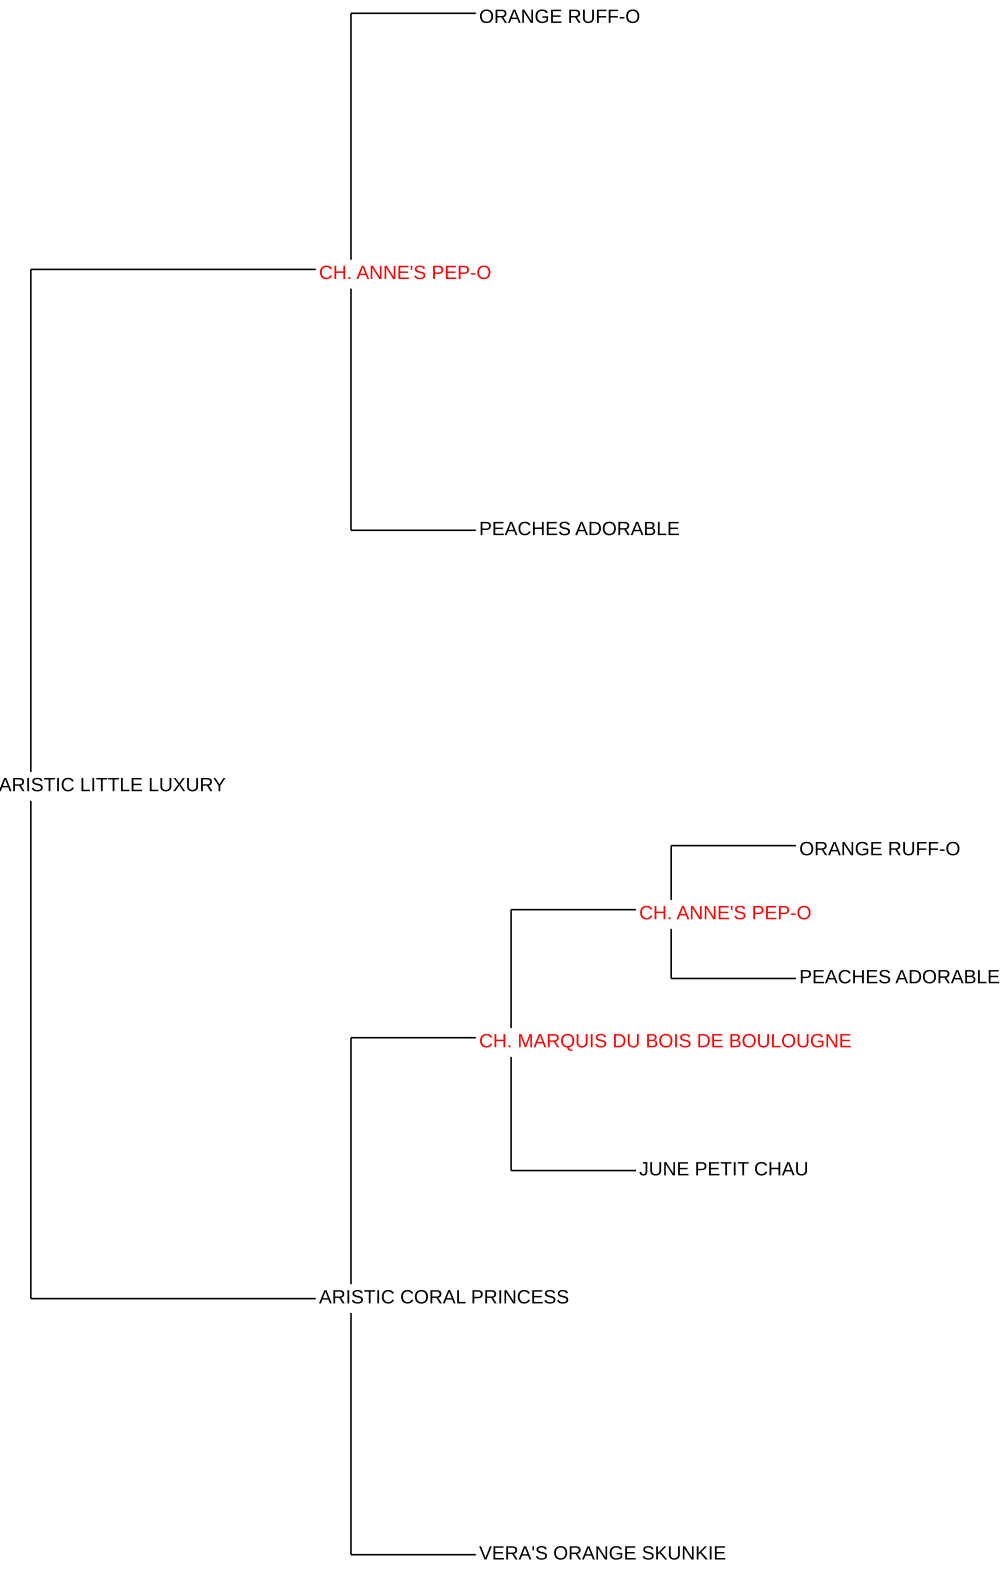 ORANGE RUFF-O
CH. ANNE'S PEP-O
PEACHES ADORABLE
ARISTIC LITTLE LUXURY
ORANGE RUFF-O
CH. ANNE'S PEP-O
PEACHES ADORABLE
CH. MARQUIS DU BOIS DE BOULOUGNE
JUNE PETIT CHAU
ARISTIC CORAL PRINCESS
VERA'S ORANGE SKUNKIE